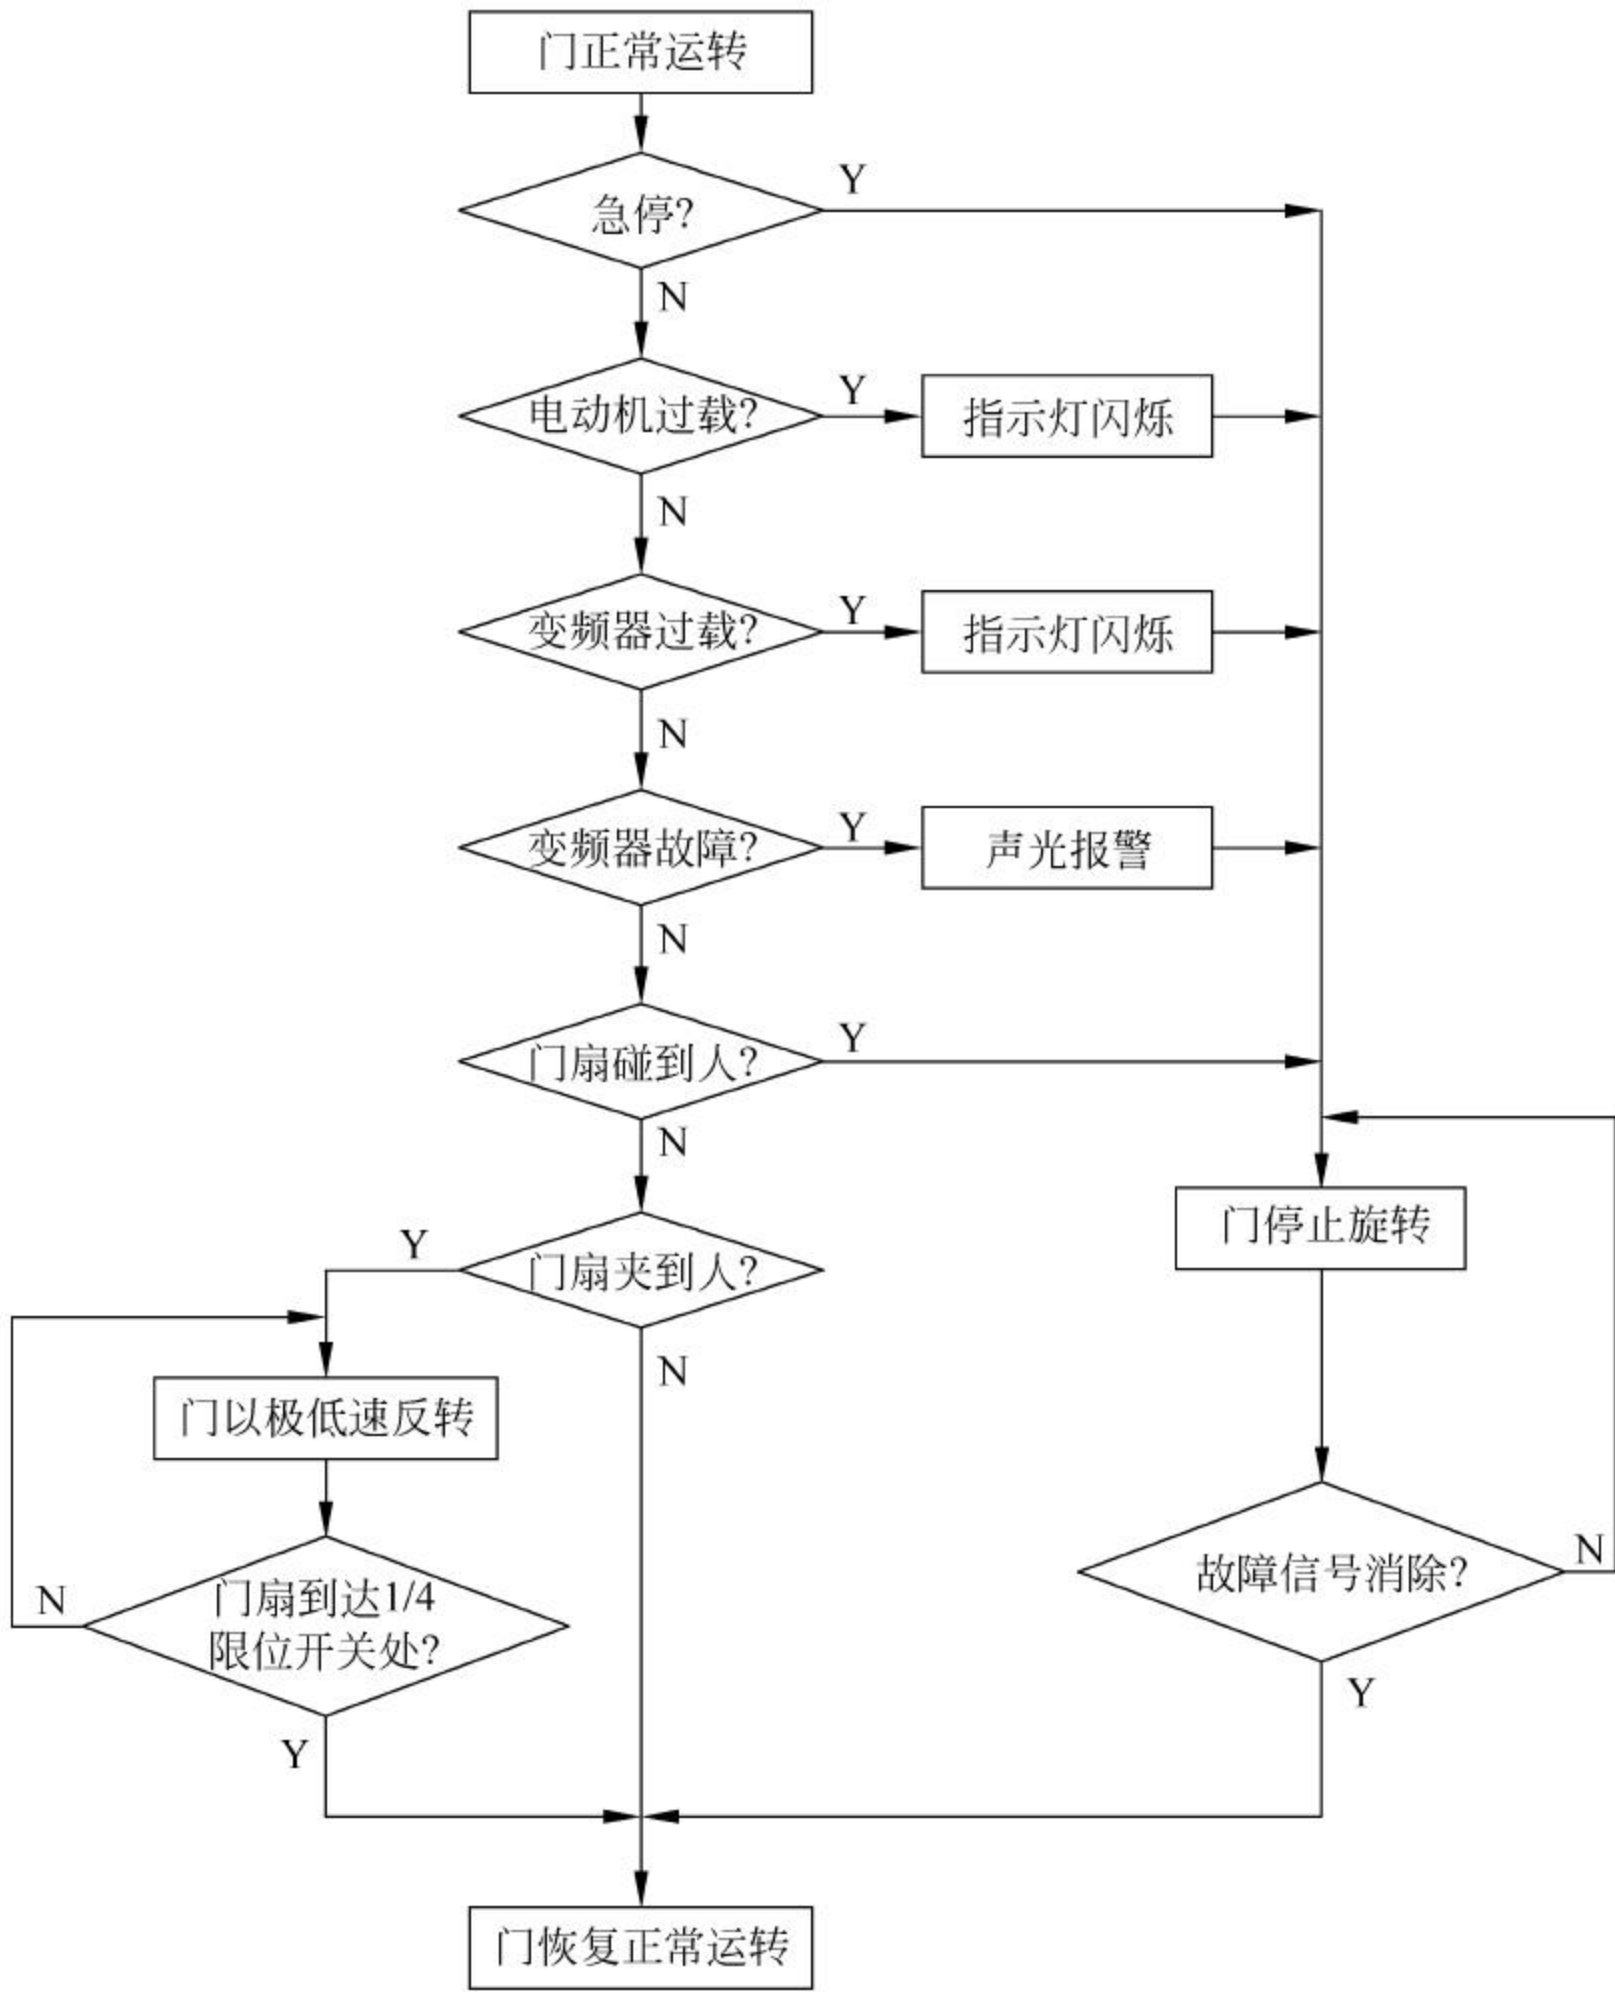 门正常运转
Y
急停?
N
Y
电动机过载?
指示灯闪烁
N
Y
变频器过载?
指示灯闪烁
N
Y
变频器故障?
声光报警
N
Y
门扇碰到人?
N
门停止旋转
Y
门扇夹到人?
N
门以极低速反转
N
故障信号消除?
N
门扇到达1/4
限位开关处?
Y
Y
门恢复正常运转